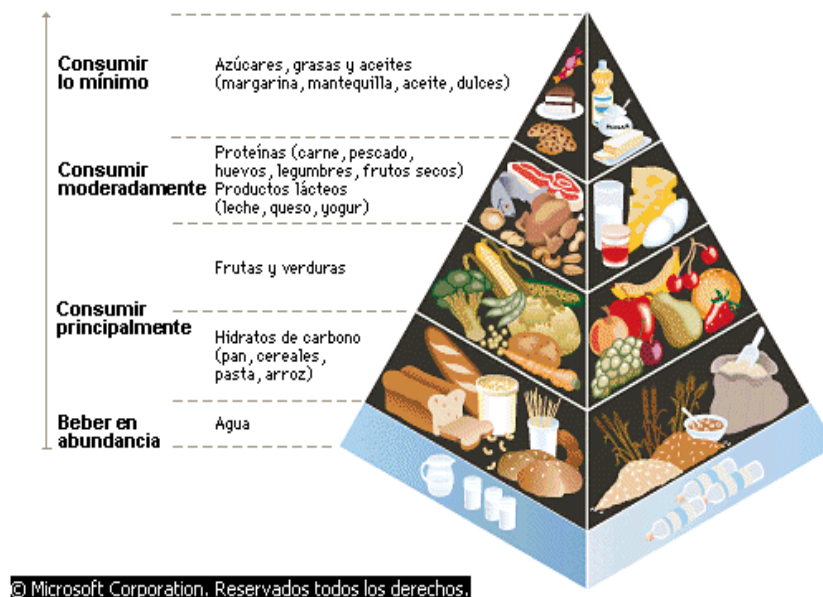 Consumir
lo mínimo
Azúcares, grasas y aceites
(margarina, mantequilla, aceite, dulces)
Consumir
moderadamente
Proteínas (carne, pescado,
huevos, legumbres, frutos secos)
Productos lácteos
(leche, queso, yogur)
Frutas y verduras
Consumir
principalmente
Hidratos de carbono
(pan, cereales,
pasta, arroz)
Beber en
abundancia
Agua
© Microsoft Corporation. Reservados todos los derechos.